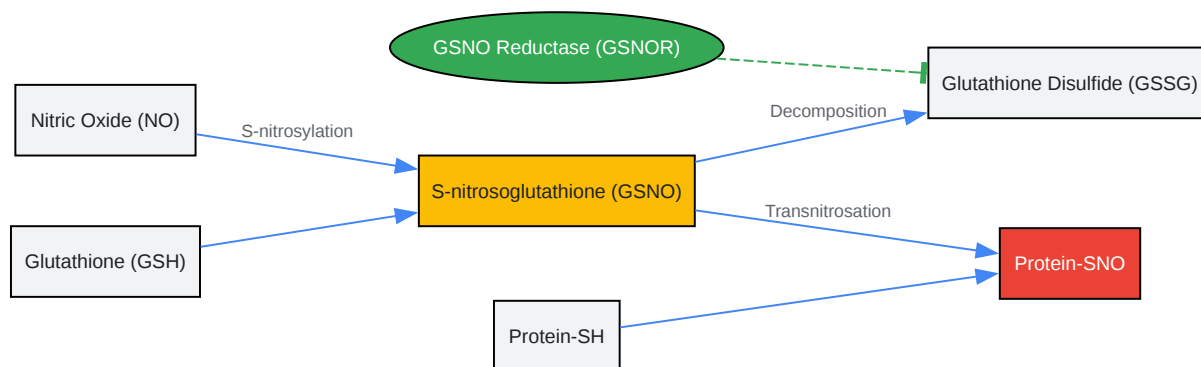 GSNO Reductase (GSNOR)
Glutathione Disulfide (GSSG)
Nitric Oxide (NO)
S-nitrosylation
Decomposition
S-nitrosoglutathione (GSNO)
Transnitrosation
Glutathione (GSH)
Protein-SNO
Protein-SH